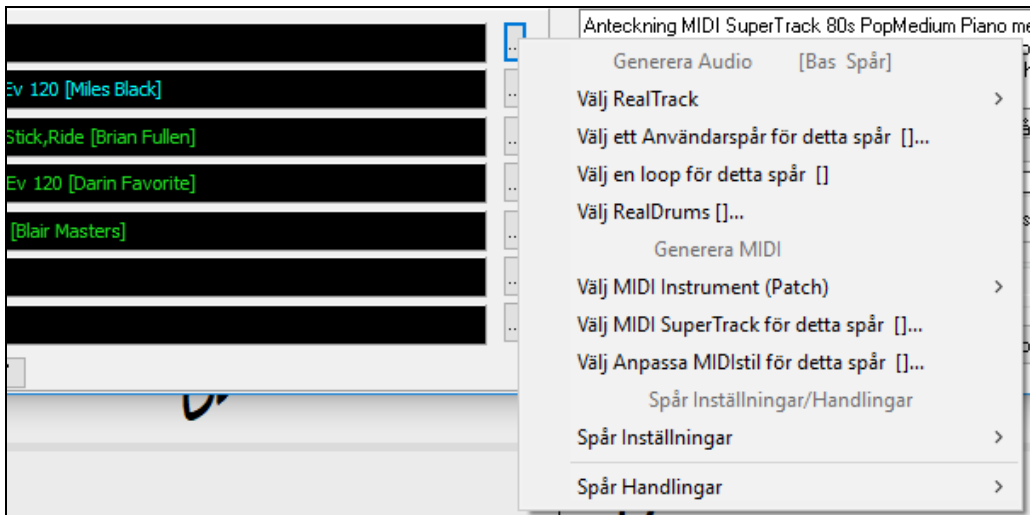 Anteckning MIDI SuperTrack 80s PopMedium Piano me
Ev 120 [Miles Black]
Stick,Ride [Brian Fullen]
Ev 120 [Darin Favorite]
[Blair Masters]
Generera Audio [Bas Spår]
Välj RealTrack
Välj ett Användarspår för detta spår []...
Välj en loop för detta spår []
Välj RealDrums []...
Generera MIDI
Välj MIDI Instrument (Patch)
Välj MIDI SuperTrack för detta spår []...
Välj Anpassa MIDIstil för detta spår []...
Spår Inställningar/Handlingar
Spår Inställningar
Spår Handlingar